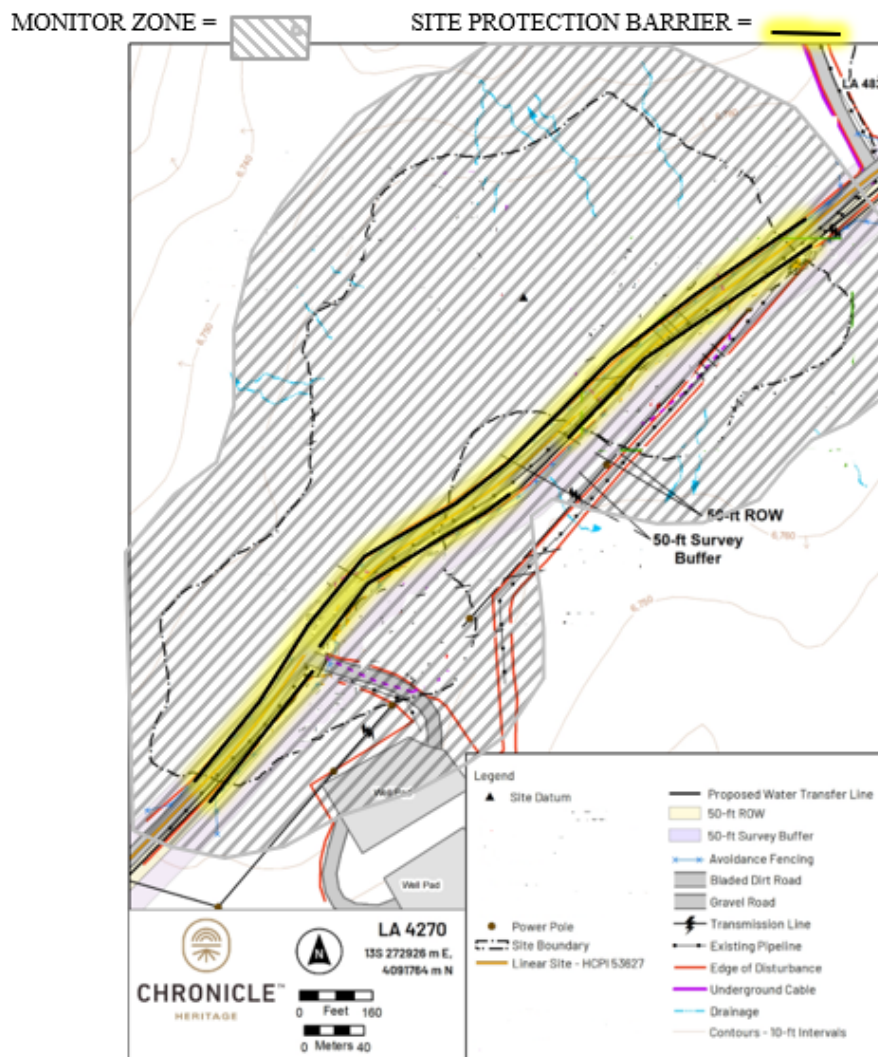 MONITOR ZONE =
SITE PROTECTION BARRIER =
6,760
6,750
50-ft ROW
50-ft Survey
Buffer
6,760
6,750
Well Pad
Well Pad
Legend
Site Datum
Power Pole
Site Boundary
Linear Site - HCPI 53627
Proposed Water Transfer Line
50-ft ROW
50-ft Survey Buffer
Avoidance Fencing
Bladed Dirt Road
Gravel Road
Transmission Line
Existing Pipeline
Edge of Disturbance
Underground Cable
Drainage
Contours - 10-ft Intervals
CHRONICLE™
HERITAGE
N
LA 4270
13S 272926 m E,
4091764 m N
0 Feet 160
0 Meters 40